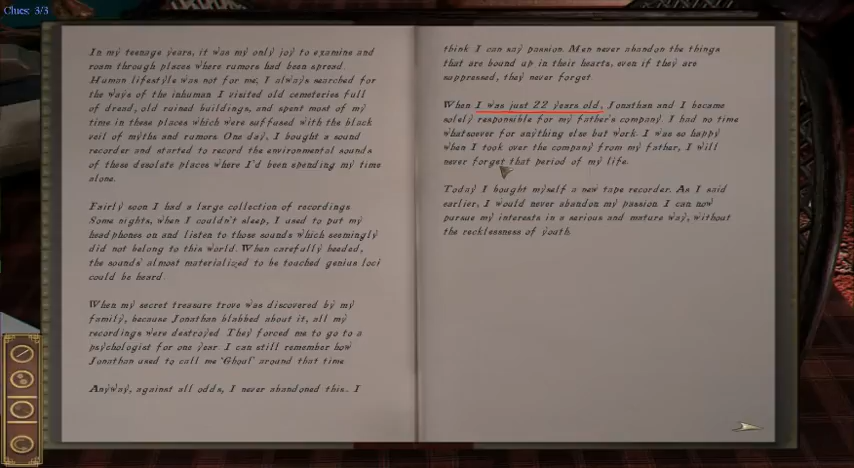 Clues: 3/3
In my teenage years, it was my only joy to examine and
roam through places where rumors had been spread.
Human lifestyle was not for me, I always searched for
the ways of the inhuman. I visited old cemeteries full
of dread, old ruined buildings, and spent most of my
time in these places which were suffused with the black
veil of myths and rumors. One day, I bought a sound
recorder and started to record the environmental sounds
of these desolate places where I'd been spending my time
alone.
Fairly soon I had a large collection of recordings.
Some nights, when I couldn't sleep, I used to put my
headphones on and listen to those sounds which seemingly
did not belong to this world. When carefully heeded,
the sounds' almost materialized to be touched genius loci
could be heard.
When my secret treasure trove was discovered by my
family, because Jonathan blabbed about it, all my
recordings were destroyed. They forced me to go to a
psychologist for one year. I can still remember how
Jonathan used to call me 'Ghoul' around that time.
Anyway, against all odds, I never abandoned this.. I
think I can say passion. Men never abandon the things
that are bound up in their hearts, even if they are
suppressed, they never forget.
When I was just 22 years old, Jonathan and I became
solely responsible for my father's company. I had no time
whatsoever for anything else but work. I was so happy
when I took over the company from my father, I will
never forget that period of my life.
Today I bought myself a new tape recorder. As I said
earlier, I would never abandon my passion. I can now
pursue my interests in a serious and mature way, without
the recklessness of youth.